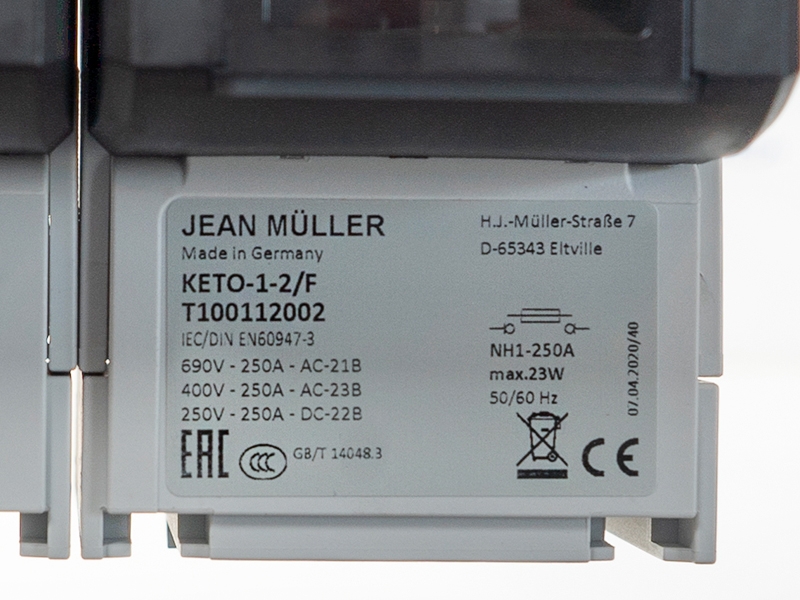 JEAN MÜLLER
Made in Germany
KETO-1-2/F
T100112002
IEC/DIN EN60947-3
690V - 250A - AC-21B
400V - 250A - AC-23B
250V - 250A - DC-22B
EAC
CCC
GB/T 14048.3
H.J.-Müller-Straße 7
D-65343 Eltville
NH1-250A
max.23W
50/60 Hz
CE
07.04.2020/40